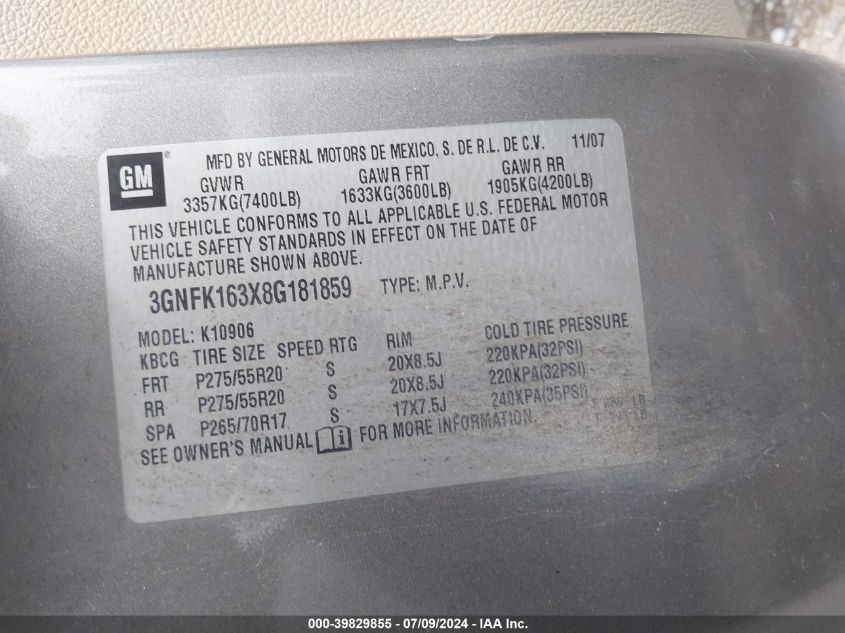 GM ®
MFD BY GENERAL MOTORS DE MEXICO, S. DE R.L. DE C.V. 11/07
GVWR GAWR FRT GAWR RR
3357KG(7400LB) 1633KG(3600LB) 1905KG(4200LB)
THIS VEHICLE CONFORMS TO ALL APPLICABLE U.S. FEDERAL MOTOR
VEHICLE SAFETY STANDARDS IN EFFECT ON THE DATE OF
MANUFACTURE SHOWN ABOVE.
3GNFK163X8G181859 TYPE: M.P.V.
MODEL: K10906
KBCG TIRE SIZE SPEED RTG RIM COLD TIRE PRESSURE
FRT P275/55R20 S 20X8.5J 220KPA(32PSI)
RR P275/55R20 S 20X8.5J 220KPA(32PSI)
SPA P265/70R17 S 17X7.5J 240KPA(35PSI)
SEE OWNER'S MANUAL i FOR MORE INFORMATION
000-39829855 - 07/09/2024 - IAA Inc.